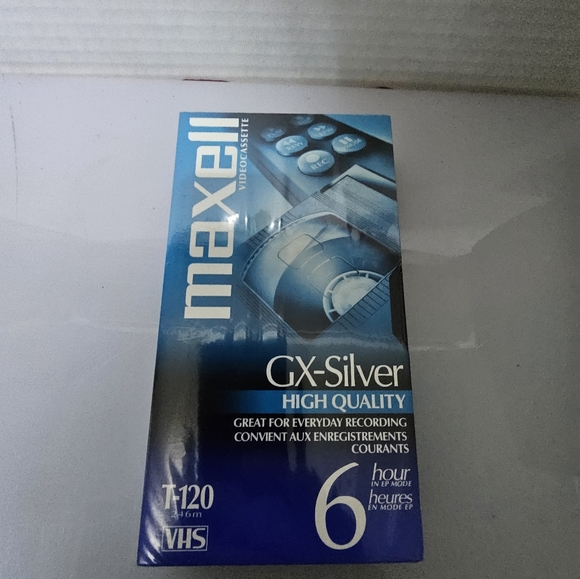 maxell
VIDEOCASSETTE
REC
GX-Silver
HIGH QUALITY
GREAT FOR EVERYDAY RECORDING
CONVIENT AUX ENREGISTREMENTS
COURANTS
6 hour
IN EP MODE
heures
EN MODE EP
T-120
246m
VHS